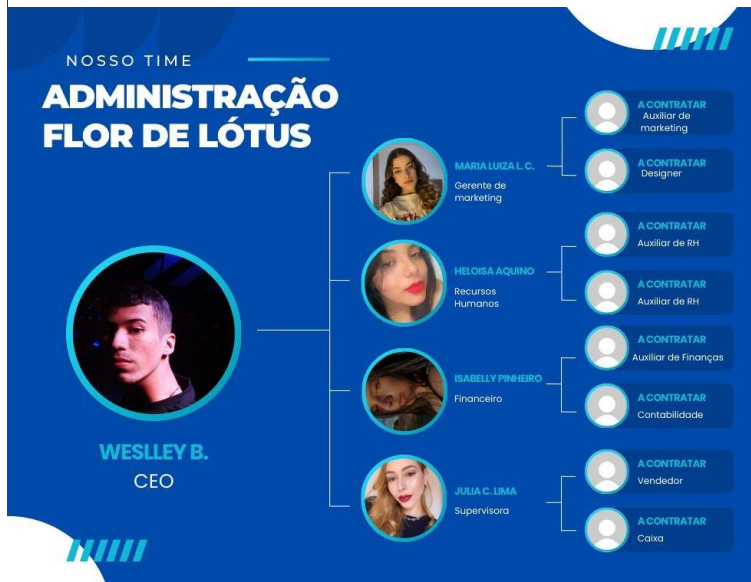 NOSSO TIME
ADMINISTRAÇÃO
FLOR DE LÓTUS
WESLLEY B.
CEO
MARIA LUIZA L. C.
Gerente de
marketing
A CONTRATAR
Auxiliar de
marketing
A CONTRATAR
Designer
HELOISA AQUINO
Recursos
Humanos
A CONTRATAR
Auxiliar de RH
A CONTRATAR
Auxiliar de RH
ISABELLY PINHEIRO
Financeiro
A CONTRATAR
Auxiliar de Finanças
A CONTRATAR
Contabilidade
JULIA C. LIMA
Supervisora
A CONTRATAR
Vendedor
A CONTRATAR
Caixa